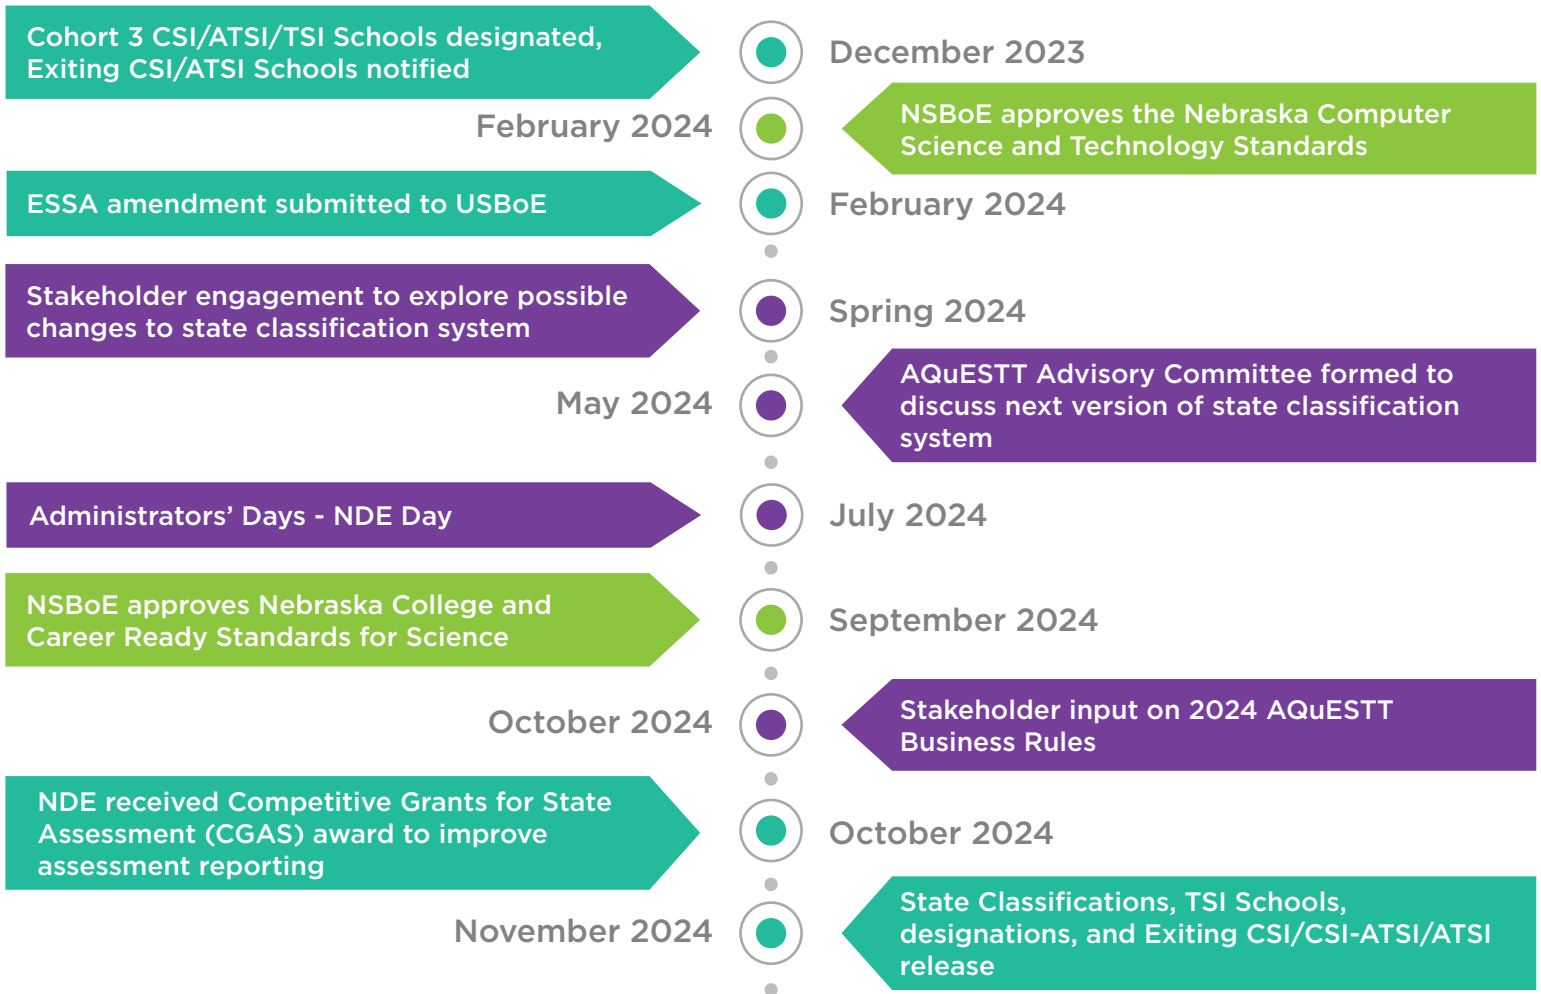 Cohort 3 CSI/ATSI/TSI Schools designated,
Exiting CSI/ATSI Schools notified
December 2023
February 2024
NSBoE approves the Nebraska Computer
Science and Technology Standards
ESSA amendment submitted to USBoE
February 2024
Stakeholder engagement to explore possible
changes to state classification system
Spring 2024
May 2024
AQuESTT Advisory Committee formed to
discuss next version of state classification
system
Administrators’ Days - NDE Day
July 2024
NSBoE approves Nebraska College and
Career Ready Standards for Science
September 2024
October 2024
Stakeholder input on 2024 AQuESTT
Business Rules
NDE received Competitive Grants for State
Assessment (CGAS) award to improve
assessment reporting
October 2024
November 2024
State Classifications, TSI Schools,
designations, and Exiting CSI/CSI-ATSI/ATSI
release